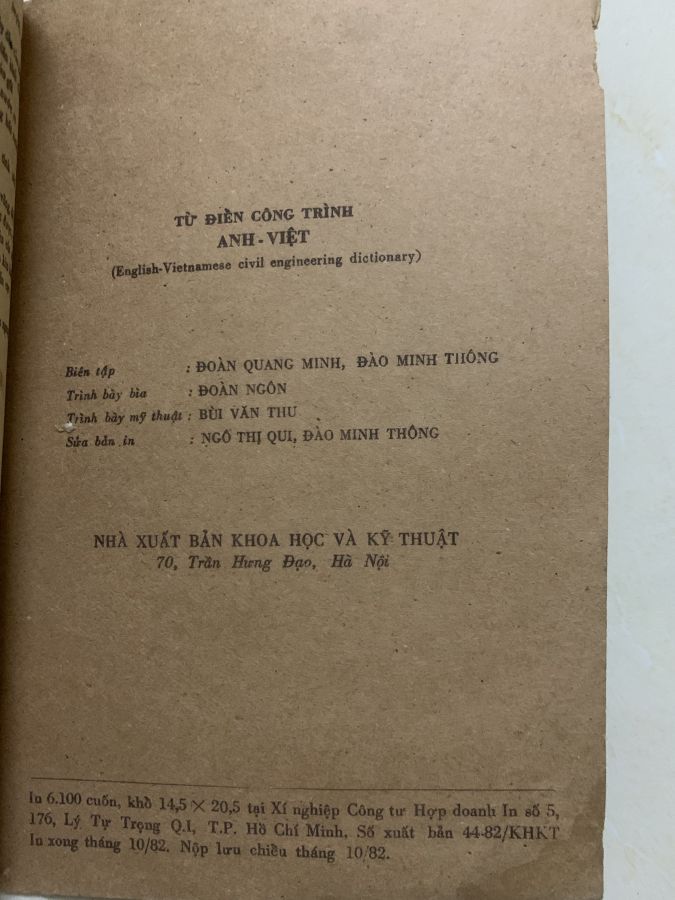 TỪ ĐIỂN CÔNG TRÌNH
ANH - VIỆT
(English-Vietnamese civil engineering dictionary)
Biên tập : ĐOÀN QUANG MINH, ĐÀO MINH THÔNG
Trình bày bìa : ĐOÀN NGÔN
Trình bày mỹ thuật : BÙI VĂN THU
Sửa bản in : NGÔ THỊ QUI, ĐÀO MINH THÔNG
NHÀ XUẤT BẢN KHOA HỌC VÀ KỸ THUẬT
70, Trần Hưng Đạo, Hà Nội
In 6.100 cuốn, khổ 14,5 × 20,5 tại Xí nghiệp Công tư Hợp doanh In số 5,
176, Lý Tự Trọng Q.I, T.P. Hồ Chí Minh, Số xuất bản 44-82/KHKT
In xong tháng 10/82. Nộp lưu chiểu tháng 10/82.